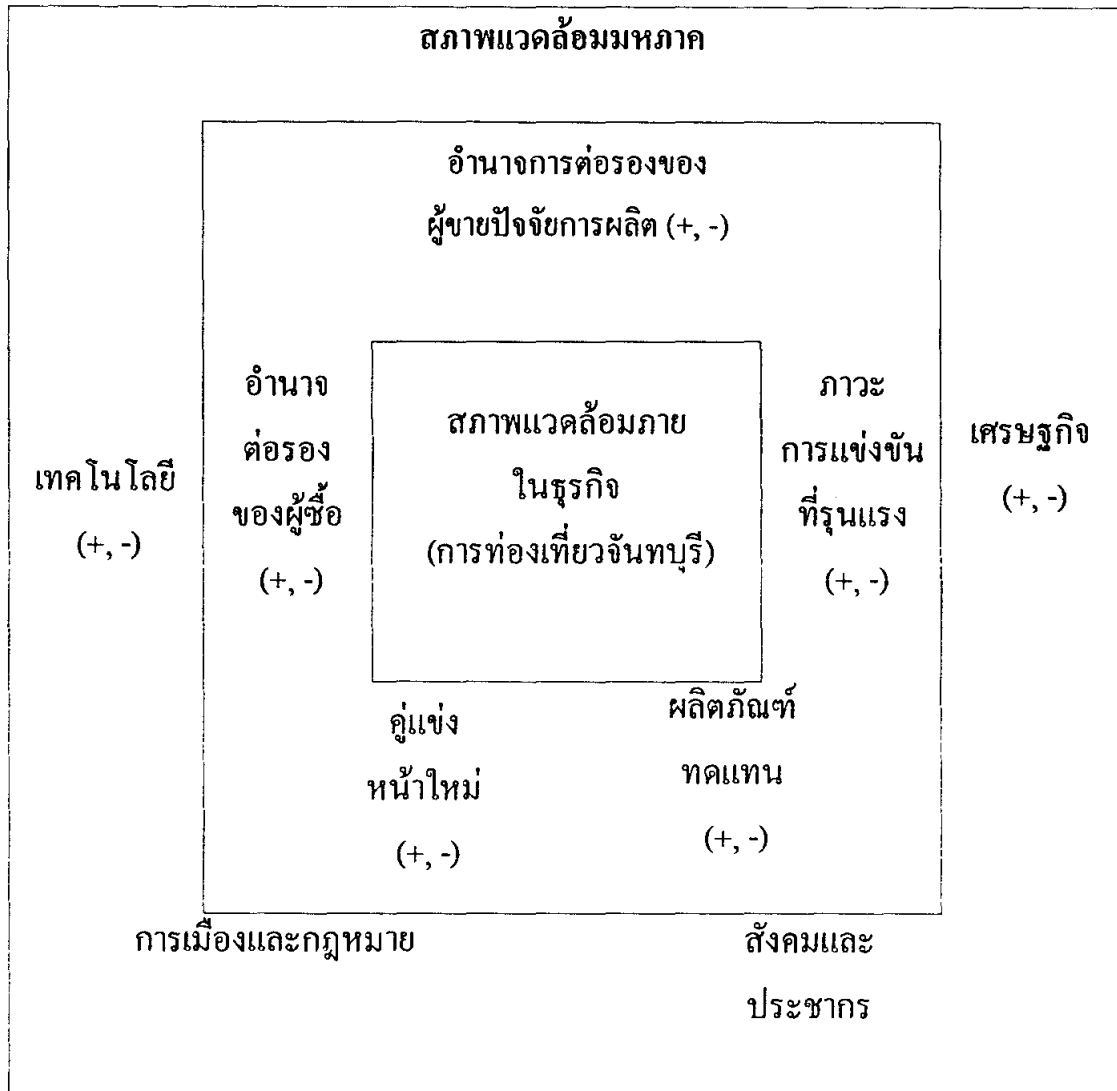 สภาพแวดล้อมมหภาค
อำนาจการต่อรองของ
ผู้ขายปัจจัยการผลิต (+, -)
เทคโนโลยี
(+, -)
อำนาจ
ต่อรอง
ของผู้ซื้อ
(+, -)
สภาพแวดล้อมภาย
ในธุรกิจ
(การท่องเที่ยวจันทบุรี)
ภาวะ
การแข่งขัน
ที่รุนแรง
(+, -)
เศรษฐกิจ
(+, -)
คู่แข่ง
หน้าใหม่
(+, -)
ผลิตภัณฑ์
ทดแทน
(+, -)
การเมืองและกฎหมาย
สังคมและ
ประชากร